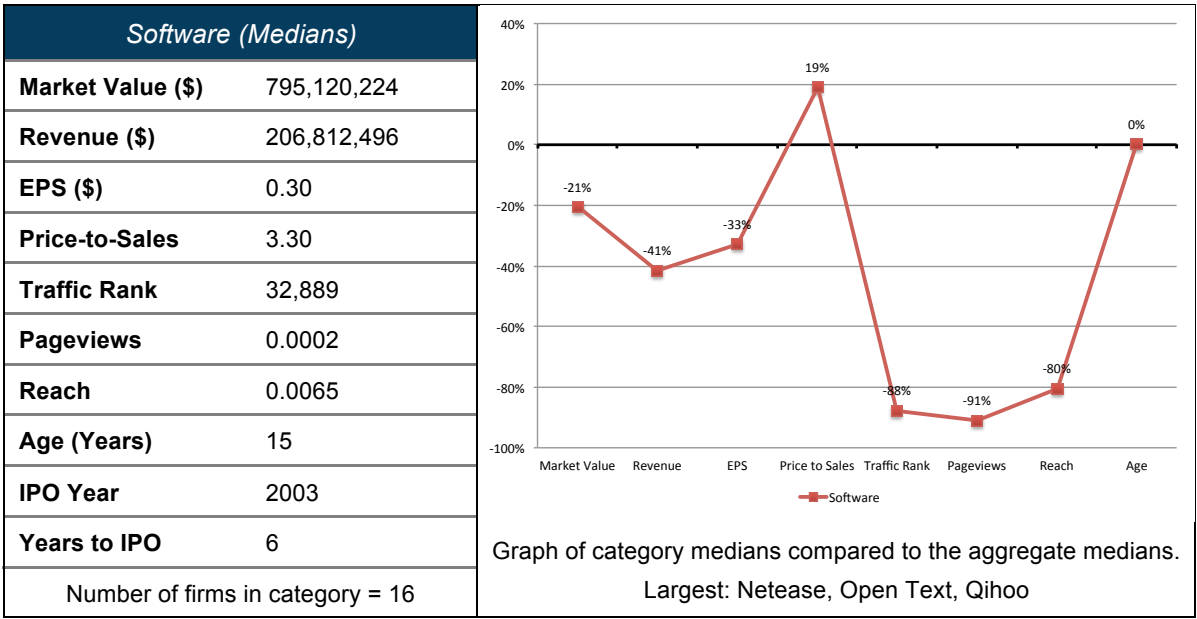 Software (Medians)
Market Value ($) 795,120,224
Revenue ($) 206,812,496
EPS ($) 0.30
Price-to-Sales 3.30
Traffic Rank 32,889
Pageviews 0.0002
Reach 0.0065
Age (Years) 15
IPO Year 2003
Years to IPO 6
Number of firms in category = 16
40%
20%
0%
-20%
-40%
-60%
-80%
-100%
-21%
-41%
-33%
19%
-88%
-91%
-80%
0%
Market Value Revenue EPS Price to Sales Traffic Rank Pageviews Reach Age
Software
Graph of category medians compared to the aggregate medians.
Largest: Netease, Open Text, Qihoo